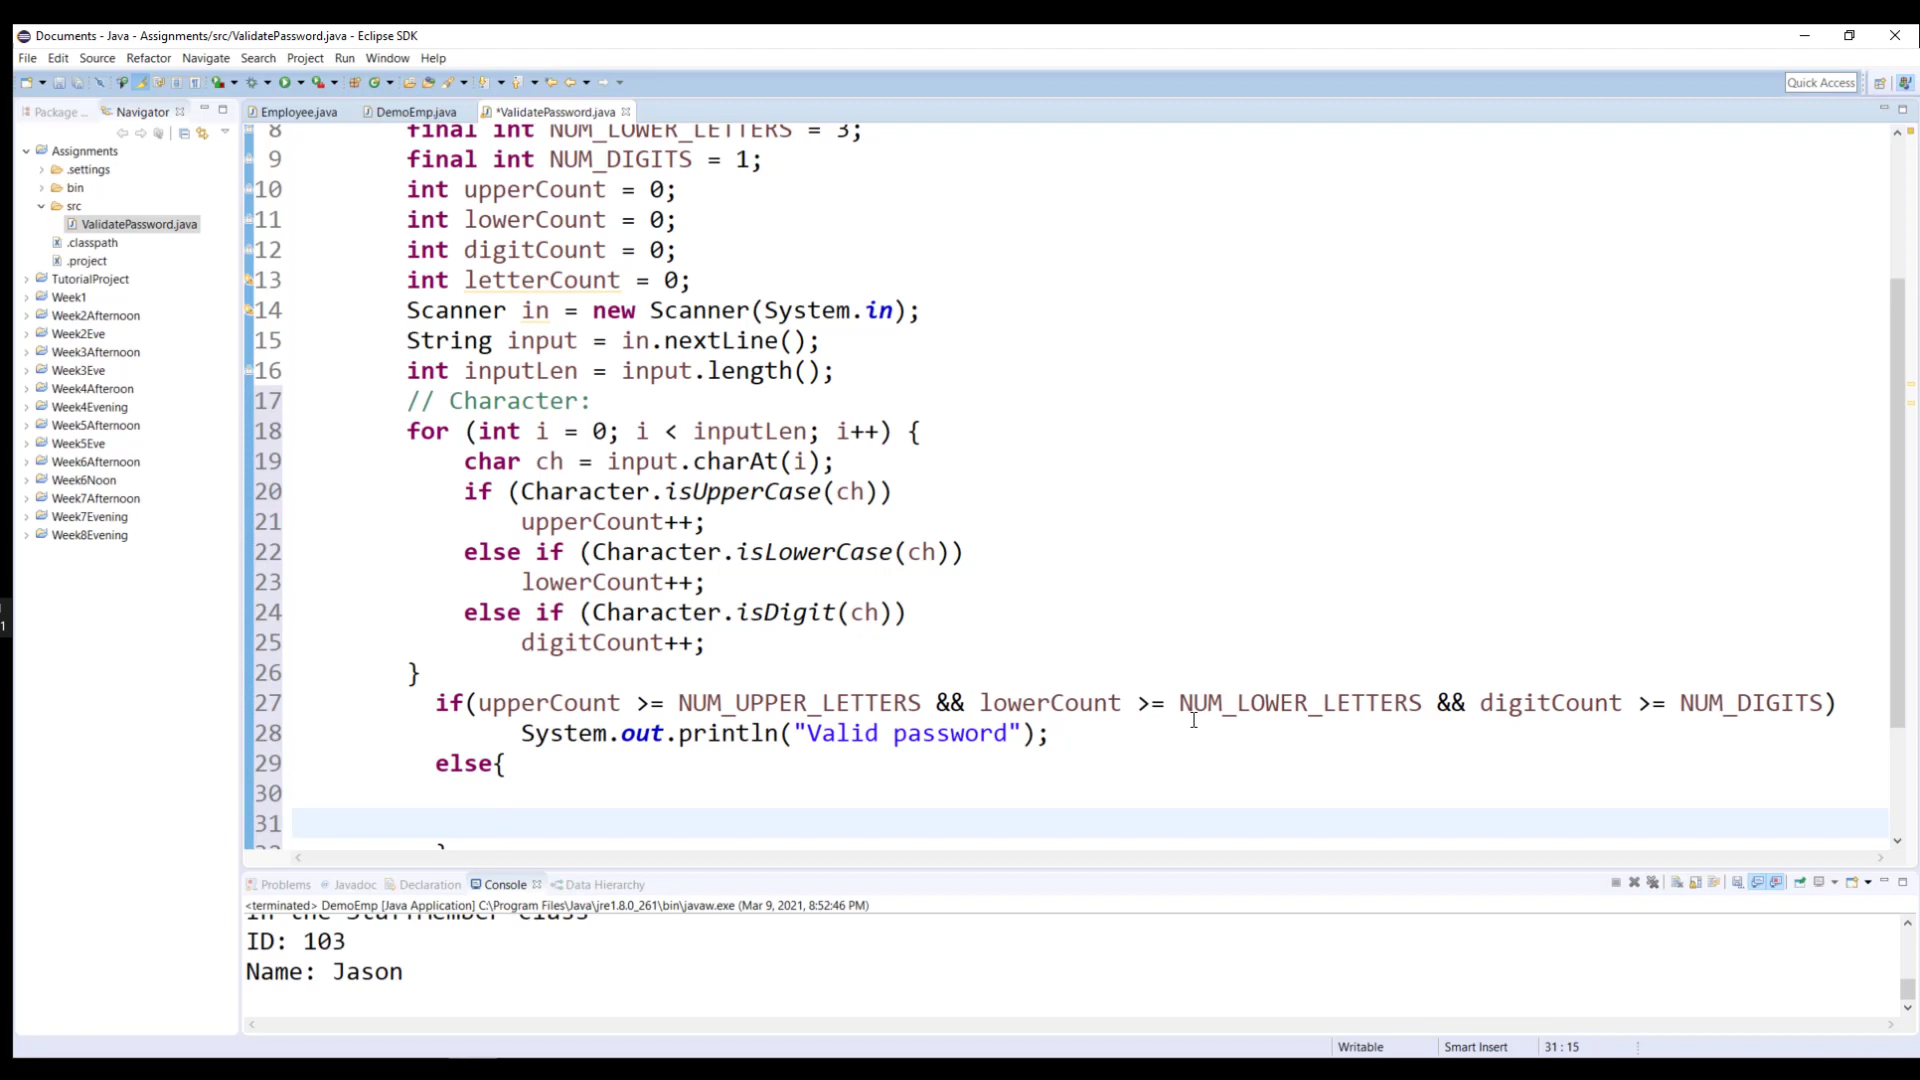 Documents - Java - Assignments/src/ValidatePassword.java - Eclipse SDK
File Edit Source Refactor Navigate Search Project Run Window Help
Quick Access
Package ... Navigator
Employee.java DemoEmp.java *ValidatePassword.java
Assignments
.settings
bin
src
ValidatePassword.java
.classpath
.project
TutorialProject
Week1
Week2Afternoon
Week2Eve
Week3Afternoon
Week3Eve
Week4Afteroon
Week4Evening
Week5Afternoon
Week5Eve
Week6Afternoon
Week6Noon
Week7Afternoon
Week7Evening
Week8Evening
8 final int NUM_LOWER_LETTERS = 3;
9 final int NUM_DIGITS = 1;
10 int upperCount = 0;
11 int lowerCount = 0;
12 int digitCount = 0;
13 int letterCount = 0;
14 Scanner in = new Scanner(System.in);
15 String input = in.nextLine();
16 int inputLen = input.length();
17 // Character:
18 for (int i = 0; i < inputLen; i++) {
19 char ch = input.charAt(i);
20 if (Character.isUpperCase(ch))
21 upperCount++;
22 else if (Character.isLowerCase(ch))
23 lowerCount++;
24 else if (Character.isDigit(ch))
25 digitCount++;
26 }
27 if(upperCount >= NUM_UPPER_LETTERS && lowerCount >= NUM_LOWER_LETTERS && digitCount >= NUM_DIGITS)
28 System.out.println("Valid password");
29 else{
30
31
Problems Javadoc Declaration Console Data Hierarchy
<terminated> DemoEmp [Java Application] C:\Program Files\Java\jre1.8.0_261\bin\javaw.exe (Mar 9, 2021, 8:52:46 PM)
In the StaffMember class
ID: 103
Name: Jason
Writable Smart Insert 31 : 15